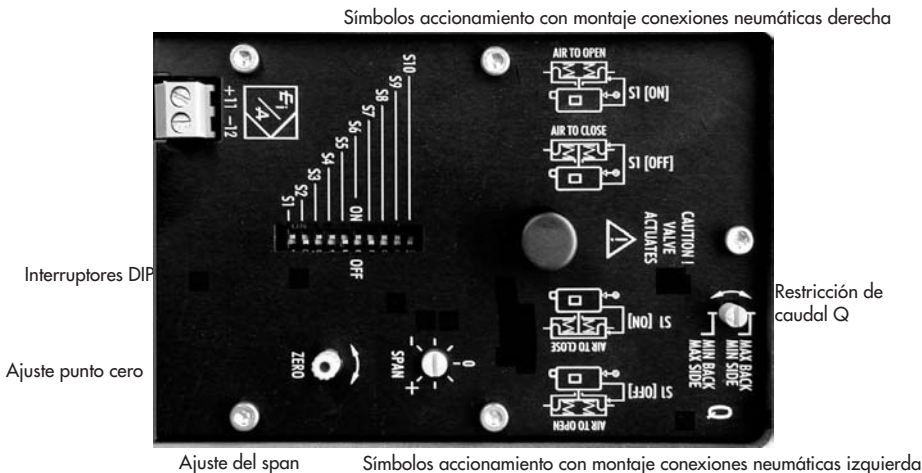 Símbolos accionamiento con montaje conexiones neumáticas derecha
+11 -12
E/i/A
S1
S2
S3
S4
S5
S6
S7
S8
S9
S10
ON
OFF
AIR TO OPEN
S1 [ON]
AIR TO CLOSE
S1 [OFF]
CAUTION !
VALVE
ACTUATES
S1 [ON]
AIR TO CLOSE
S1 [OFF]
AIR TO OPEN
MAX BACK
MIN SIDE
MIN BACK
MAX SIDE
Q
ZERO
SPAN
0
+
Interruptores DIP
Restricción de
caudal Q
Ajuste punto cero
Ajuste del span
Símbolos accionamiento con montaje conexiones neumáticas izquierda